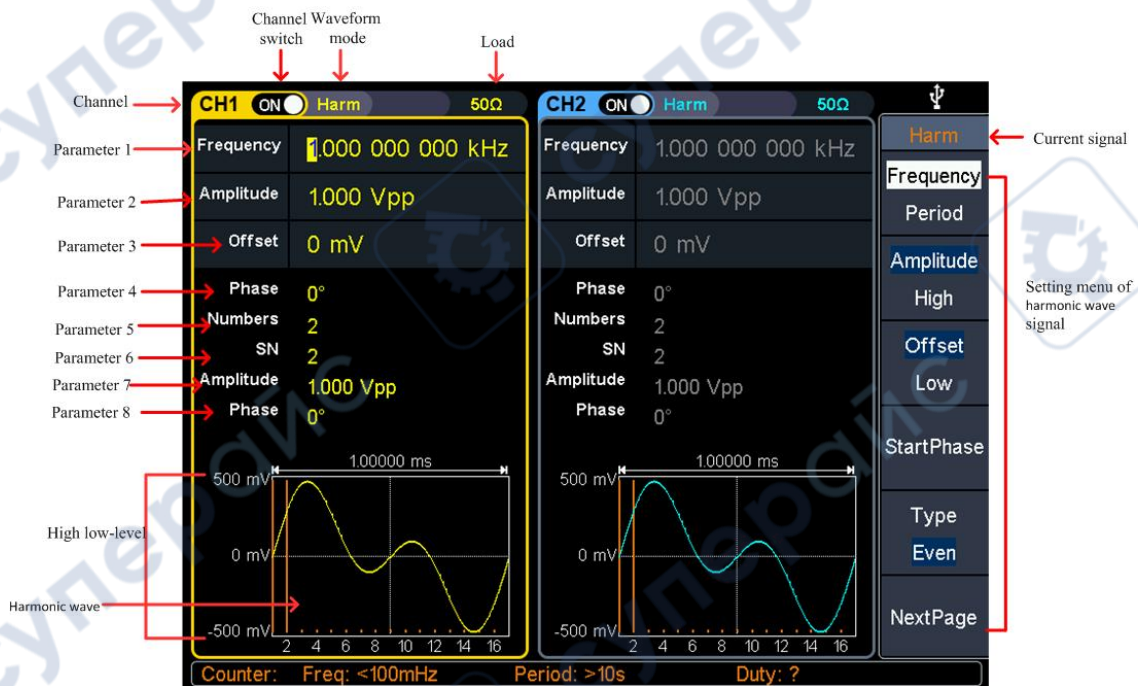 Channel Waveform
switch mode
Load
Channel
CH1 ON Harm 50Ω
CH2 ON Harm 50Ω
Harm
Current signal
Parameter 1
Frequency 1.000 000 000 kHz
Frequency 1.000 000 000 kHz
Frequency
Period
Parameter 2
Amplitude 1.000 Vpp
Amplitude 1.000 Vpp
Parameter 3
Offset 0 mV
Offset 0 mV
Amplitude
High
Setting menu of
harmonic wave
signal
Parameter 4
Phase 0°
Phase 0°
Parameter 5
Numbers 2
Numbers 2
Parameter 6
SN 2
SN 2
Offset
Low
Parameter 7
Amplitude 1.000 Vpp
Amplitude 1.000 Vpp
Parameter 8
Phase 0°
Phase 0°
StartPhase
1.00000 ms
1.00000 ms
500 mV
500 mV
High low-level
0 mV
0 mV
Type
Even
Harmonic wave
-500 mV
-500 mV
NextPage
2 4 6 8 10 12 14 16
2 4 6 8 10 12 14 16
Counter: Freq: <100mHz Period: >10s Duty: ?
суперайс